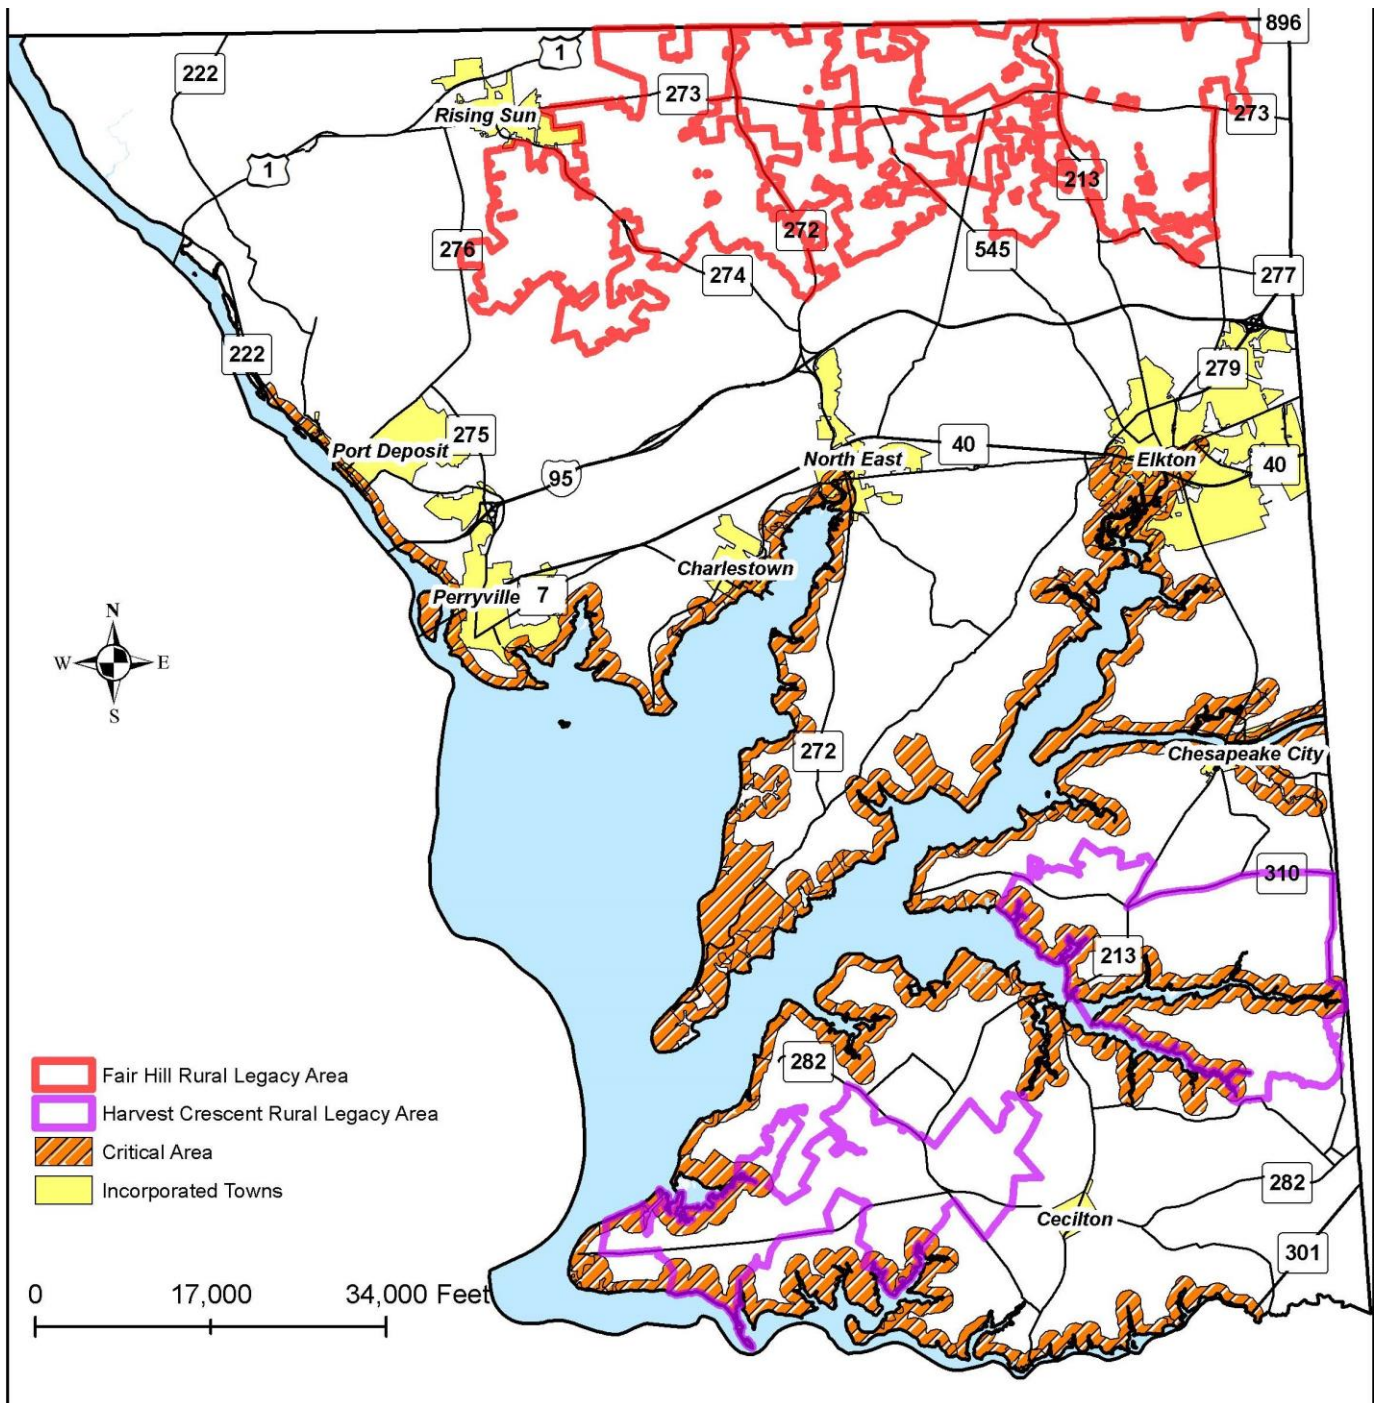 896
222
1
273
Rising Sun
273
1
213
272
276
545
274
277
222
279
275
Port Deposit
40
North East
Elkton
40
95
Charlestown
Perryville
7
N
W
E
S
272
Chesapeake City
310
213
282
Fair Hill Rural Legacy Area
Harvest Crescent Rural Legacy Area
Critical Area
Incorporated Towns
282
Cecilton
301
0
17,000
34,000 Feet